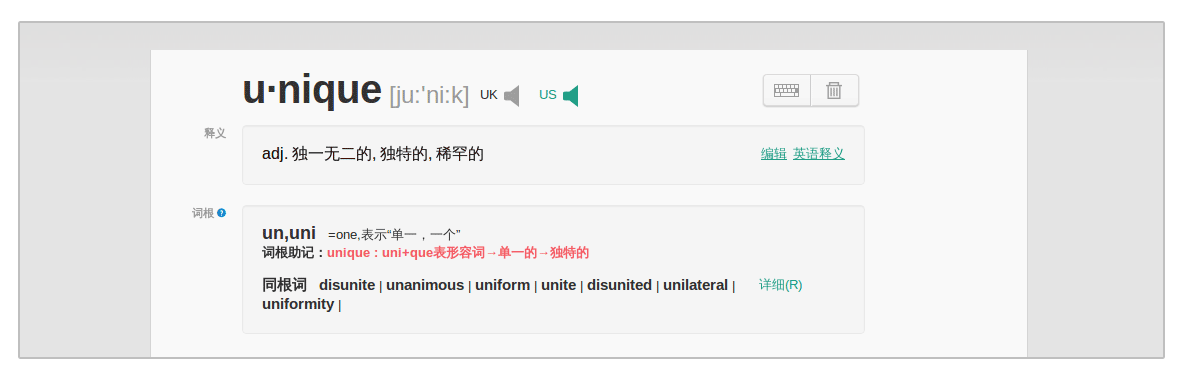 u·nique [ju:'ni:k] UK US
释义
adj. 独一无二的, 独特的, 稀罕的 编辑 英语释义
词根 ?
un,uni =one,表示“单一，一个”
词根助记：unique : uni+que表形容词→单一的→独特的
同根词 disunite | unanimous | uniform | unite | disunited | unilateral | 详细(R)
uniformity |